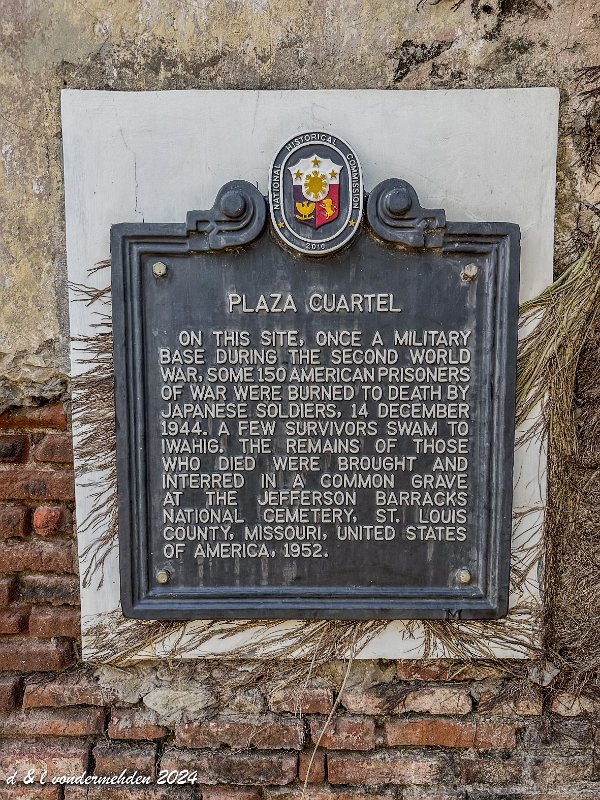 NATIONAL HISTORICAL COMMISSION
2010
PLAZA CUARTEL
ON THIS SITE, ONCE A MILITARY
BASE DURING THE SECOND WORLD
WAR, SOME 150 AMERICAN PRISONERS
OF WAR WERE BURNED TO DEATH BY
JAPANESE SOLDIERS, 14 DECEMBER
1944. A FEW SURVIVORS SWAM TO
IWAHIG. THE REMAINS OF THOSE
WHO DIED WERE BROUGHT AND
INTERRED IN A COMMON GRAVE
AT THE JEFFERSON BARRACKS
NATIONAL CEMETERY, ST. LOUIS
COUNTY, MISSOURI, UNITED STATES
OF AMERICA, 1952.
d & l vondermehden 2024